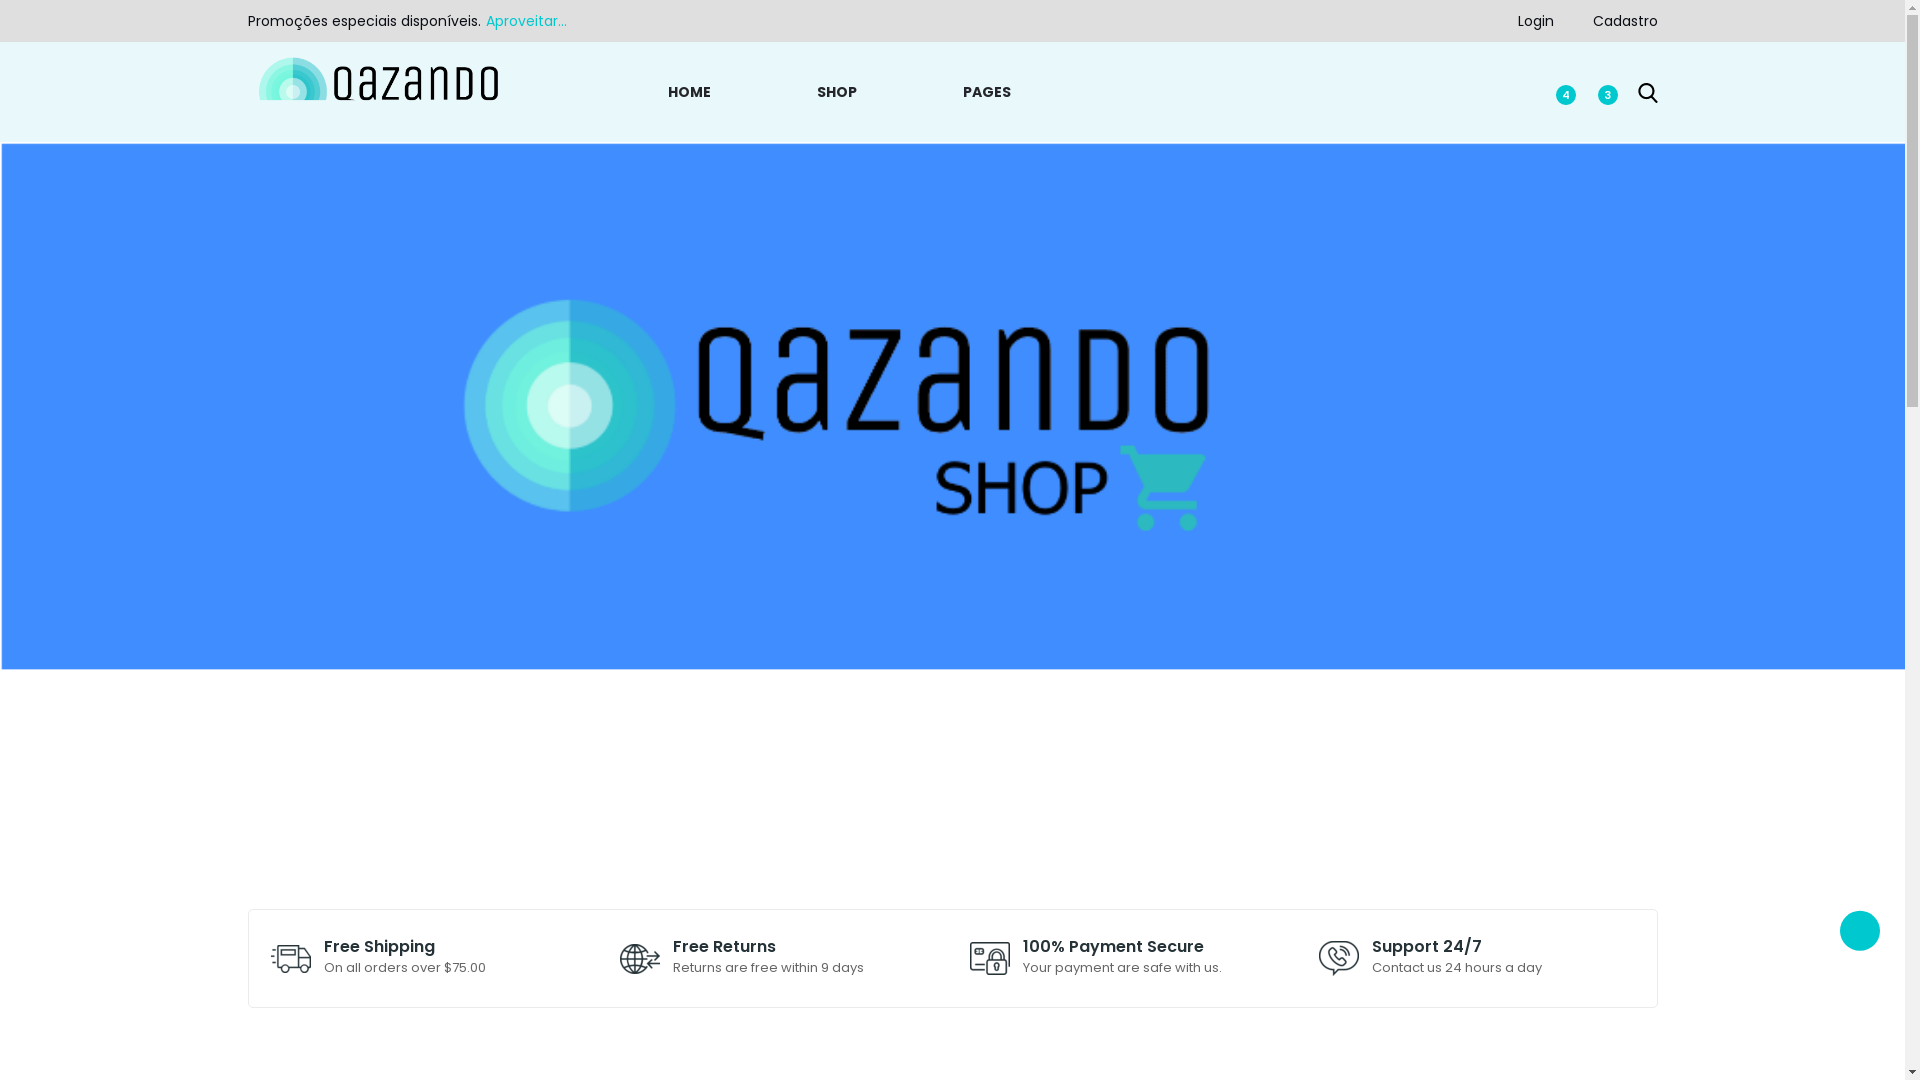 Promoções especiais disponíveis. Aproveitar...
Login
Cadastro
QAZANDO
HOME
SHOP
PAGES
4
3
QAZANDO
SHOP
Free Shipping
On all orders over $75.00
Free Returns
Returns are free within 9 days
100% Payment Secure
Your payment are safe with us.
Support 24/7
Contact us 24 hours a day